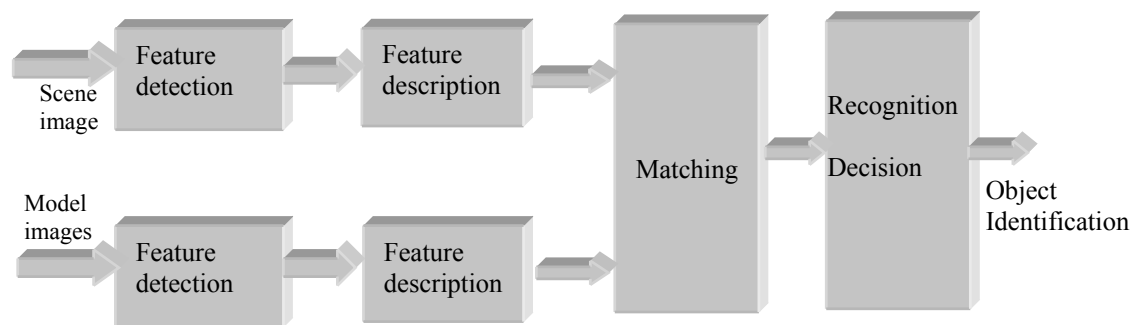 Feature
detection
Feature
description
Scene
image
Model
images
Feature
detection
Feature
description
Matching
Recognition
Decision
Object
Identification